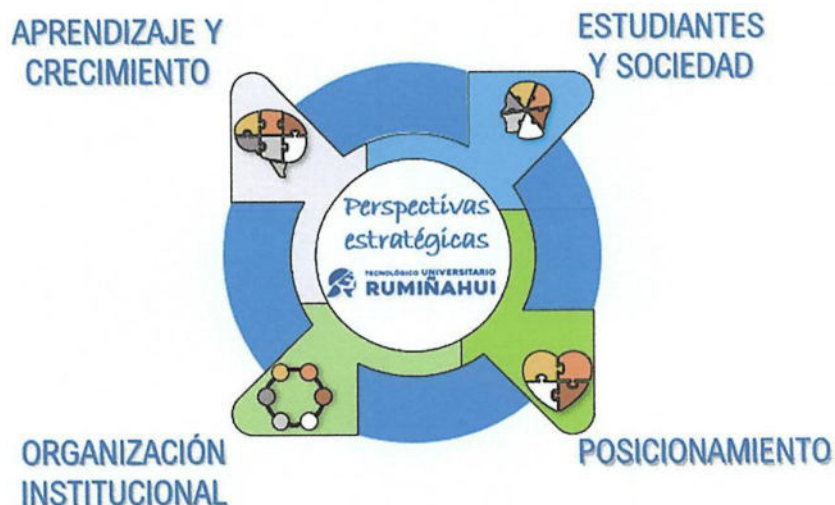 APRENDIZAJE Y
CRECIMIENTO
ESTUDIANTES
Y SOCIEDAD
Perspectivas
estratégicas
TECNOLÓGICO UNIVERSITARIO
RUMIÑAHUI
ORGANIZACIÓN
INSTITUCIONAL
POSICIONAMIENTO